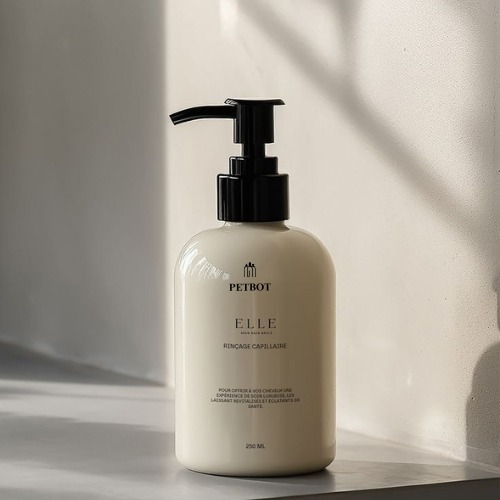 PETBOT
ELLE
RINÇAGE CAPILLAIRE
POUR OFFRIR À VOS CHEVEUX UNE
EXPÉRIENCE DE SOIN LUXUEUSE, LES
LAISSANT REVITALISÉS ET ÉCLATANTS DE
SANTÉ.
250 ML